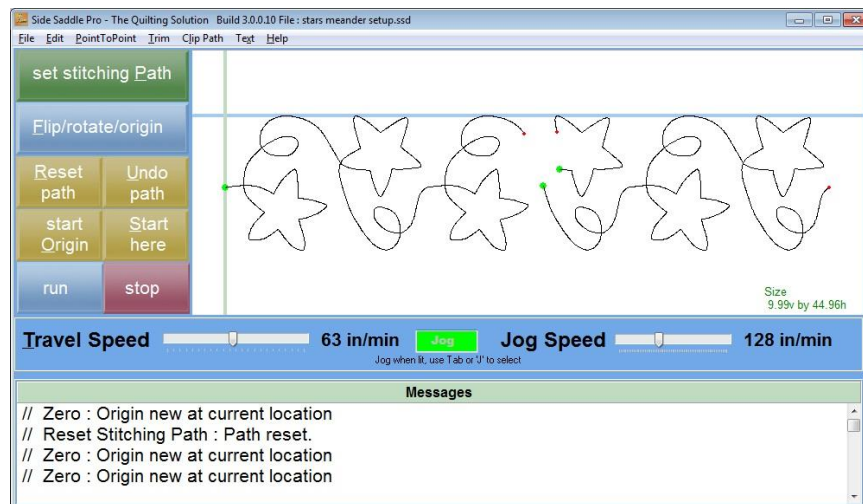 Side Saddle Pro - The Quilting Solution Build 3.0.0.10 File : stars meander setup.ssd
File Edit PointToPoint Trim Clip Path Text Help
set stitching Path
Flip/rotate/origin
Reset path
Undo path
start Origin
Start here
run
stop
Size
9.99v by 44.96h
Travel Speed
63 in/min
Jog
Jog Speed
128 in/min
Jog when lit, use Tab or 'J' to select
Messages
// Zero : Origin new at current location
// Reset Stitching Path : Path reset.
// Zero : Origin new at current location
// Zero : Origin new at current location